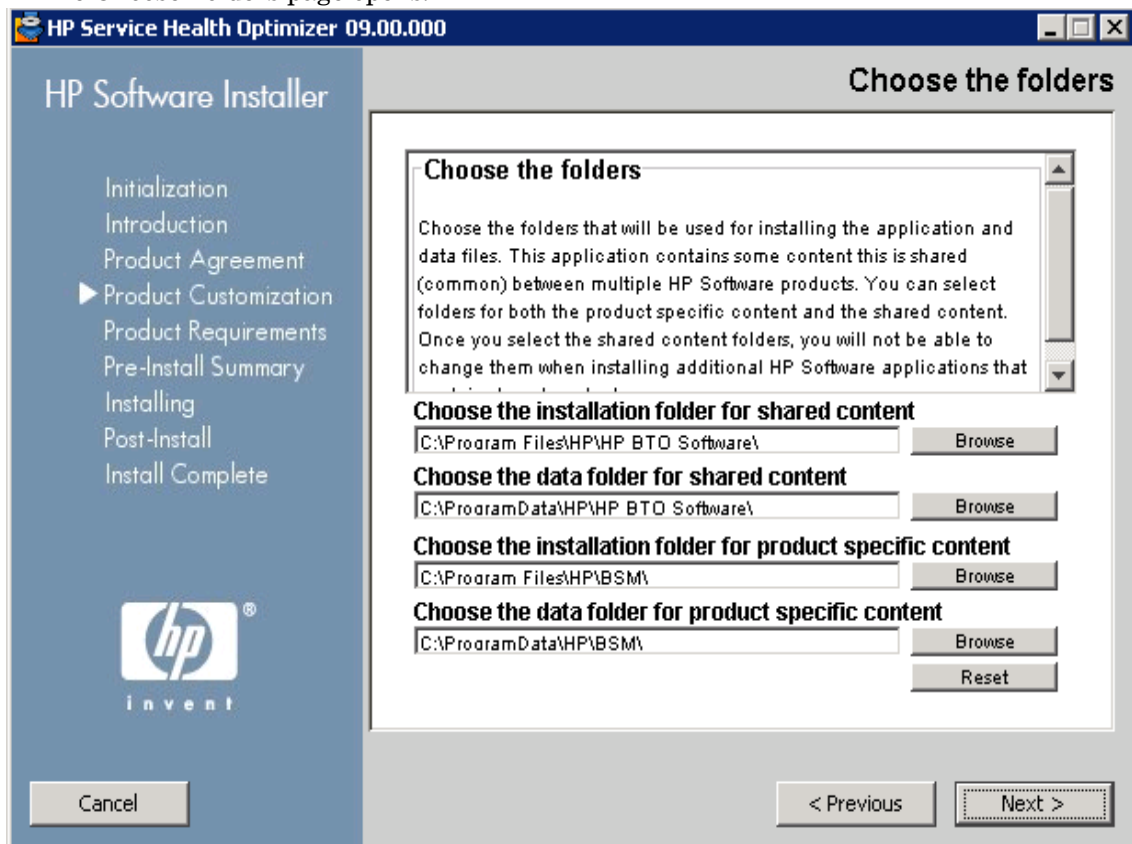 HP Service Health Optimizer 09.00.000
HP Software Installer
Choose the folders
Initialization
Introduction
Product Agreement
Product Customization
Product Requirements
Pre-Install Summary
Installing
Post-Install
Install Complete
Choose the folders
Choose the folders that will be used for installing the application and
data files. This application contains some content this is shared
(common) between multiple HP Software products. You can select
folders for both the product specific content and the shared content.
Once you select the shared content folders, you will not be able to
change them when installing additional HP Software applications that
Choose the installation folder for shared content
C:\Program Files\HP\HP BTO Software\ Browse
Choose the data folder for shared content
C:\ProgramData\HP\HP BTO Software\ Browse
Choose the installation folder for product specific content
C:\Program Files\HP\BSM\ Browse
Choose the data folder for product specific content
C:\ProgramData\HP\BSM\ Browse
Reset
hp ®
invent
Cancel < Previous Next >